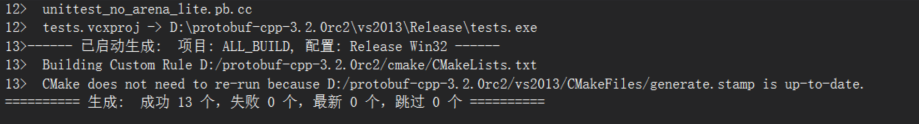 12>  unittest_no_arena_lite.pb.cc
12>  tests.vcxproj -> D:\protobuf-cpp-3.2.0rc2\vs2013\Release\tests.exe
13>------ 已启动生成:  项目: ALL_BUILD, 配置: Release Win32 ------
13>  Building Custom Rule D:/protobuf-cpp-3.2.0rc2/cmake/CMakeLists.txt
13>  CMake does not need to re-run because D:/protobuf-cpp-3.2.0rc2/vs2013/CMakeFiles/generate.stamp is up-to-date.
========== 生成:  成功 13 个，失败 0 个，最新 0 个，跳过 0 个 ==========